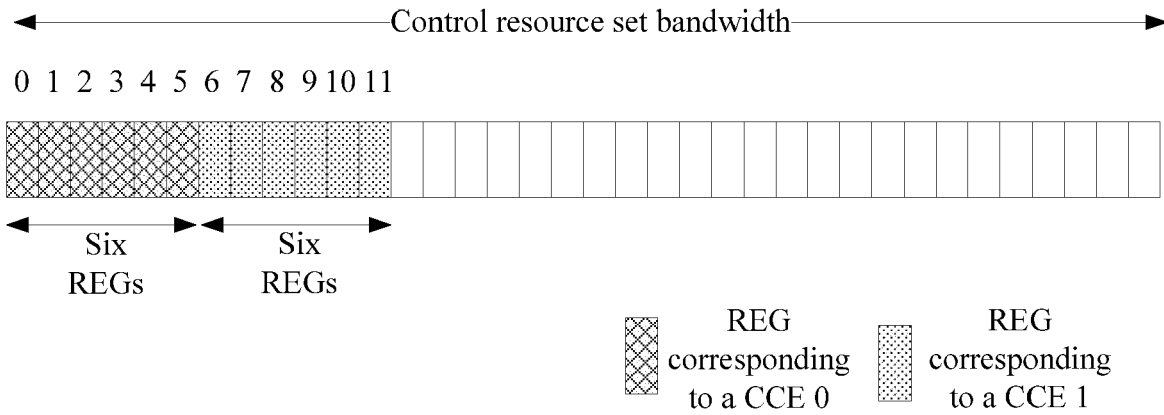 Control resource set bandwidth
0 1 2 3 4 5 6 7 8 9 10 11
Six
REGs
Six
REGs
REG
corresponding
to a CCE 0
REG
corresponding
to a CCE 1